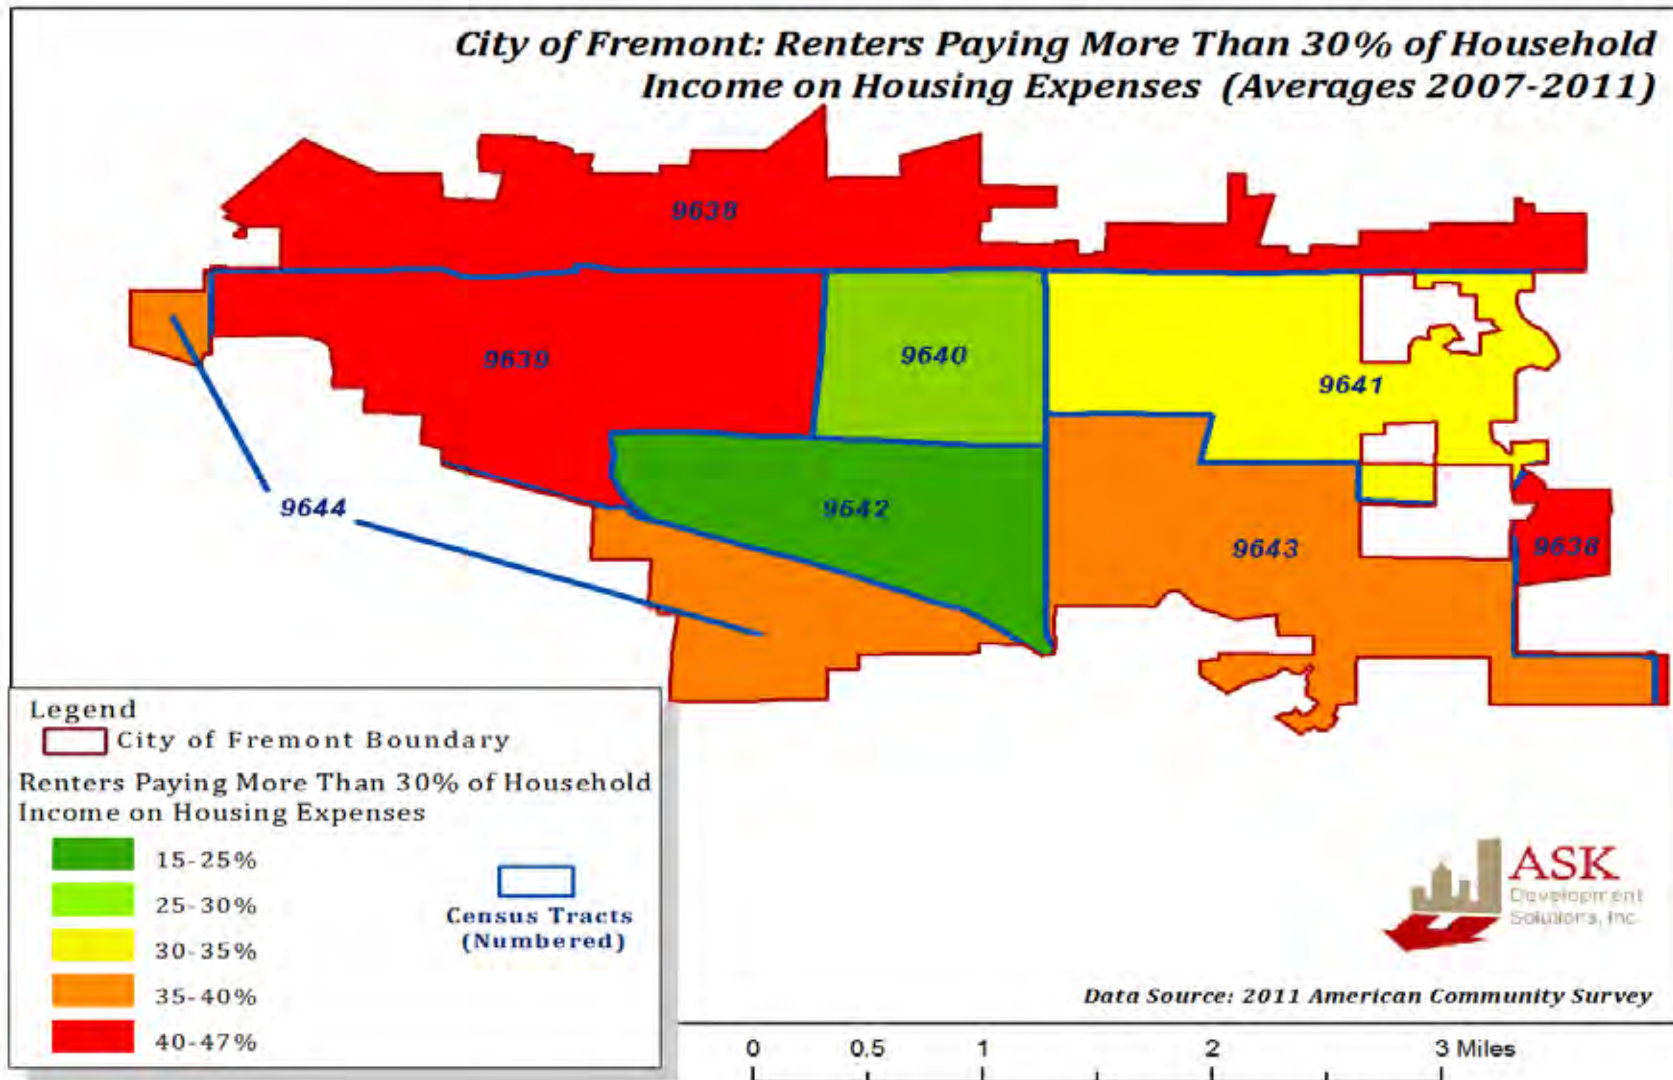 City of Fremont: Renters Paying More Than 30% of Household
Income on Housing Expenses (Averages 2007-2011)
9638
9639
9640
9641
9644
9642
9643
9638
Legend
City of Fremont Boundary
Renters Paying More Than 30% of Household
Income on Housing Expenses
15-25%
25-30%
30-35%
35-40%
40-47%
Census Tracts
(Numbered)
ASK
Development
Solutions, Inc
Data Source: 2011 American Community Survey
0 0.5 1 2 3 Miles